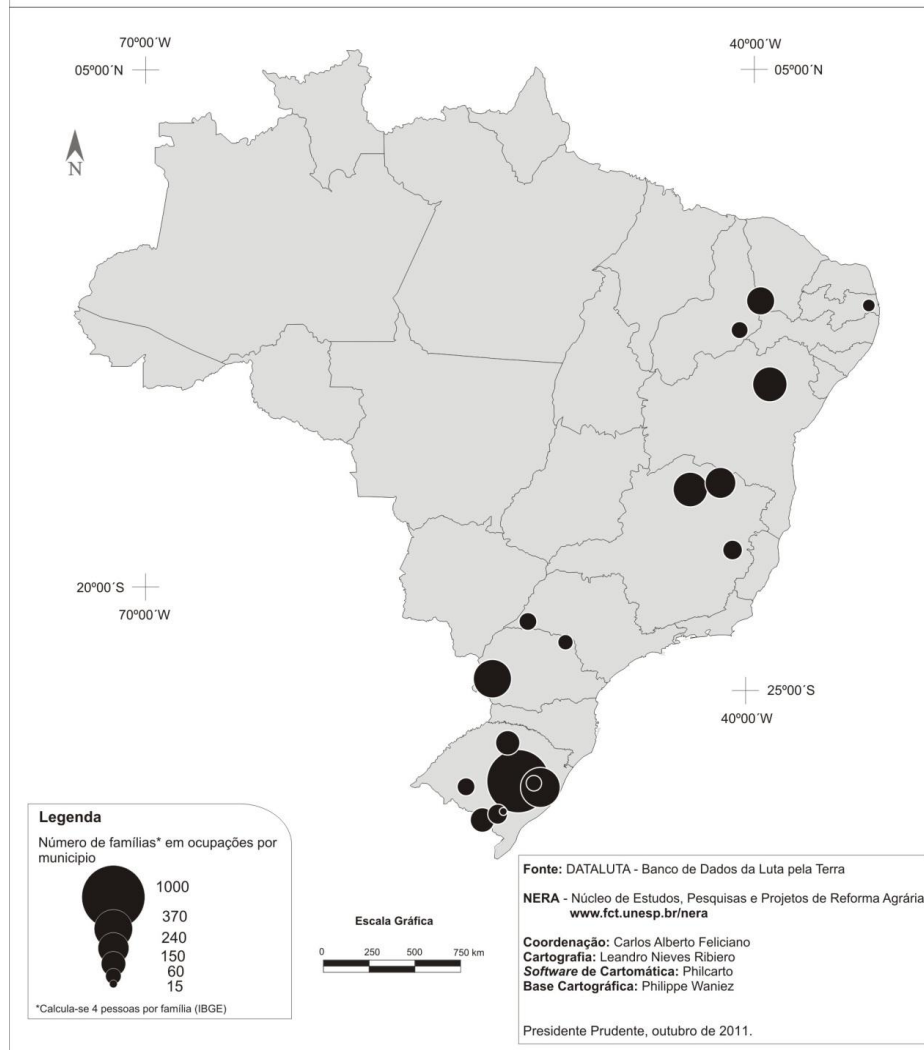 70º00´W
40º00´W
05º00´N
05º00´N
N
20º00´S
70º00´W
25º00´S
40º00´W
Legenda
Número de famílias* em ocupações por
municipio
1000
370
240
150
60
15
*Calcula-se 4 pessoas por família (IBGE)
Escala Gráfica
0 250 500 750 km
Fonte: DATALUTA - Banco de Dados da Luta pela Terra
NERA - Núcleo de Estudos, Pesquisas e Projetos de Reforma Agrária
www.fct.unesp.br/nera
Coordenação: Carlos Alberto Feliciano
Cartografia: Leandro Nieves Ribiero
Software de Cartomática: Philcarto
Base Cartográfica: Philippe Waniez
Presidente Prudente, outubro de 2011.